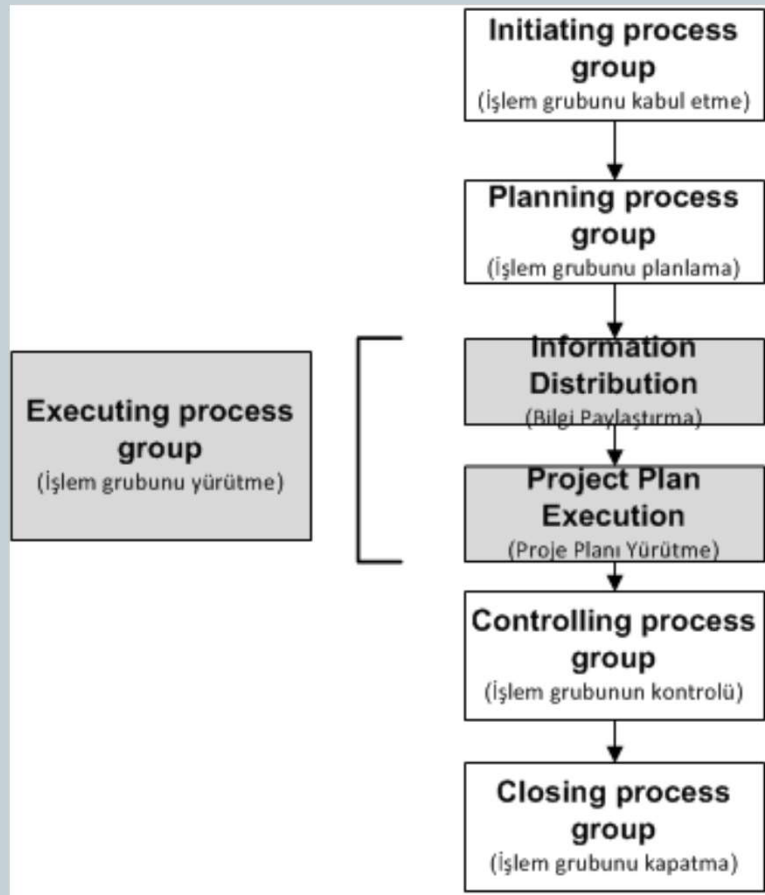 Initiating process
group
(İşlem grubunu kabul etme)
Planning process
group
(İşlem grubunu planlama)
Executing process
group
(İşlem grubunu yürütme)
Information
Distribution
(Bilgi Paylaştırma)
Project Plan
Execution
(Proje Planı Yürütme)
Controlling process
group
(İşlem grubunun kontrolü)
Closing process
group
(İşlem grubunu kapatma)